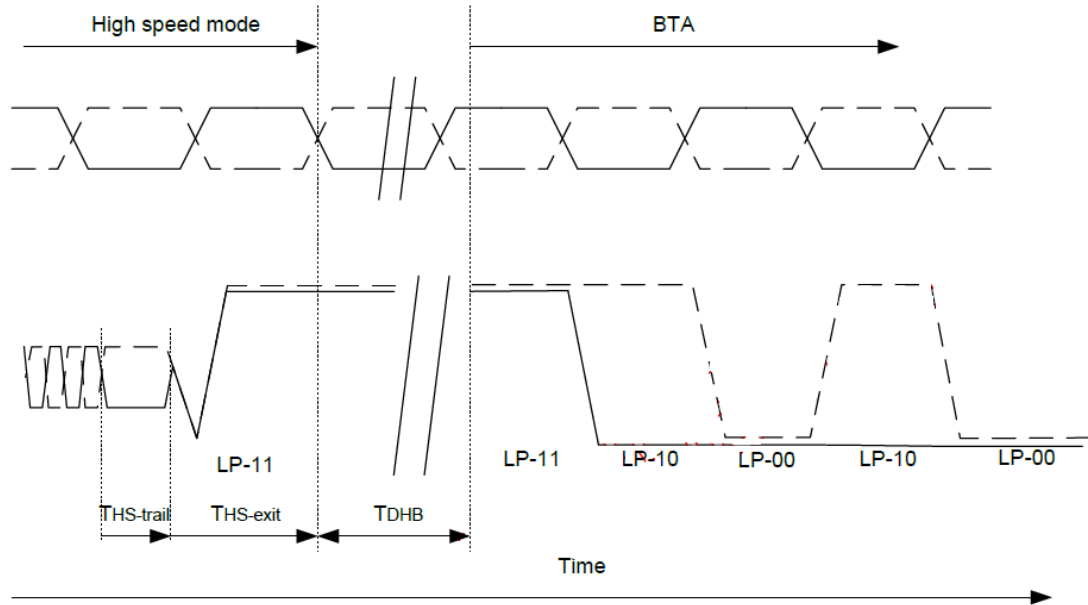 High speed mode
BTA
LP-11
LP-11
LP-10
LP-00
LP-10
LP-00
THS-trail
THS-exit
TDHB
Time